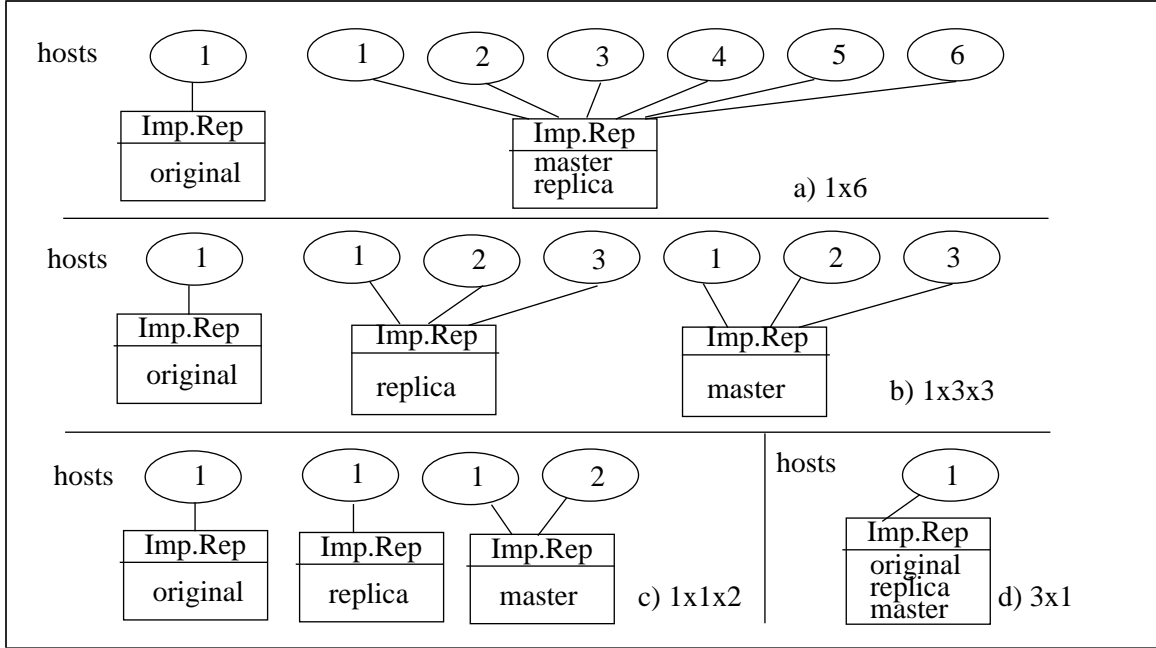 hosts 1 1 2 3 4 5 6
Imp.Rep Imp.Rep
original master
replica
a) 1x6
hosts 1 1 2 3 1 2 3
Imp.Rep Imp.Rep Imp.Rep
original replica master b) 1x3x3
hosts 1 1 1 2
Imp.Rep Imp.Rep Imp.Rep
original replica master c) 1x1x2
hosts 1
Imp.Rep
original
replica
master d) 3x1